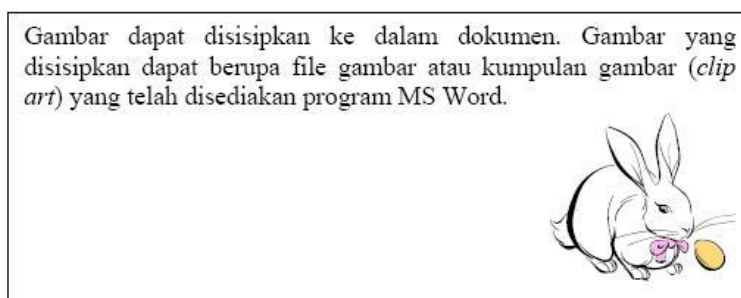 Gambar dapat disisipkan ke dalam dokumen. Gambar yang
disisipkan dapat berupa file gambar atau kumpulan gambar (clip
art) yang telah disediakan program MS Word.